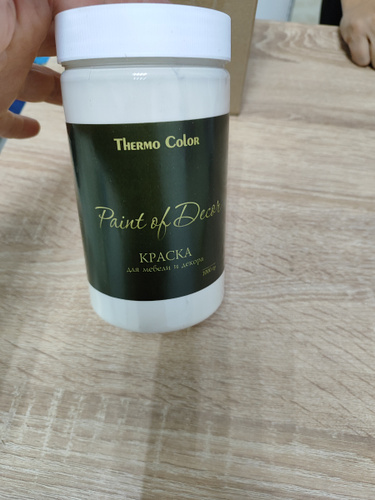 Thermo Color
Paint of Decor
КРАСКА
для мебели и декора